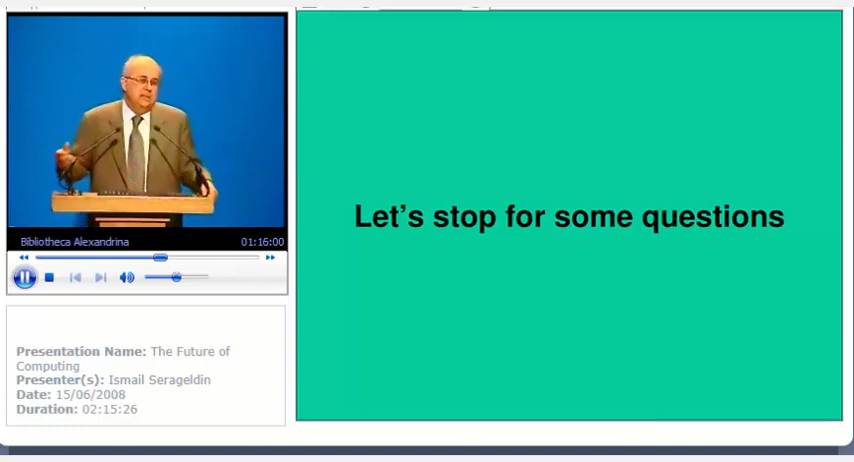 Let's stop for some questions
Bibliotheca Alexandrina 01:16:00
Presentation Name: The Future of
Computing
Presenter(s): Ismail Serageldin
Date: 15/06/2008
Duration: 02:15:26